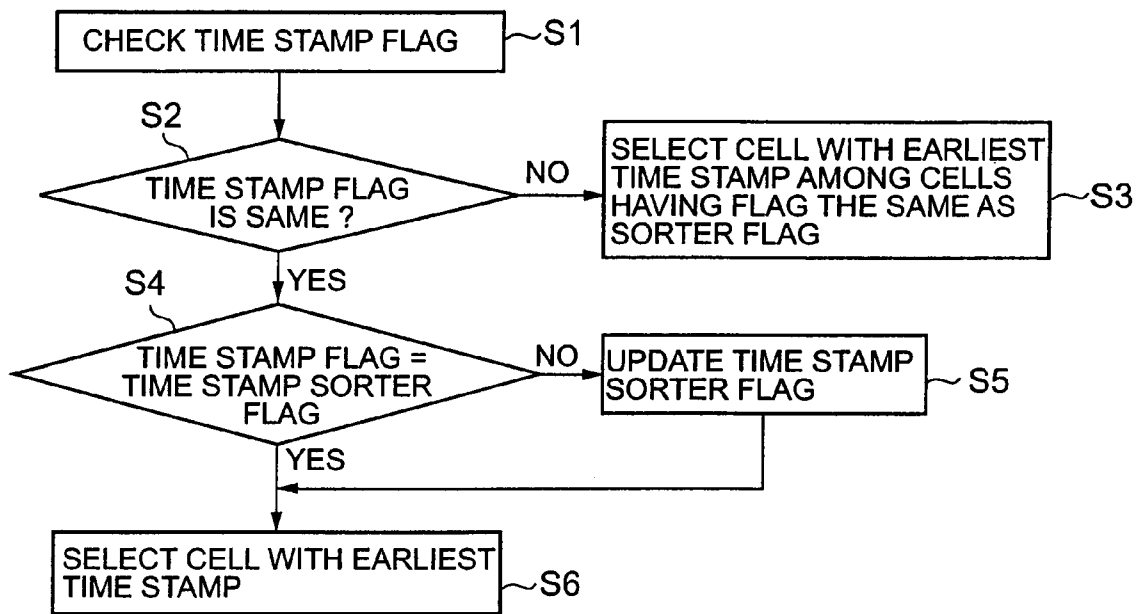 CHECK TIME STAMP FLAG
S1
S2
TIME STAMP FLAG
IS SAME ?
NO
SELECT CELL WITH EARLIEST
TIME STAMP AMONG CELLS
HAVING FLAG THE SAME AS
SORTER FLAG
S3
YES
S4
TIME STAMP FLAG =
TIME STAMP SORTER
FLAG
NO
UPDATE TIME STAMP
SORTER FLAG
S5
YES
SELECT CELL WITH EARLIEST
TIME STAMP
S6